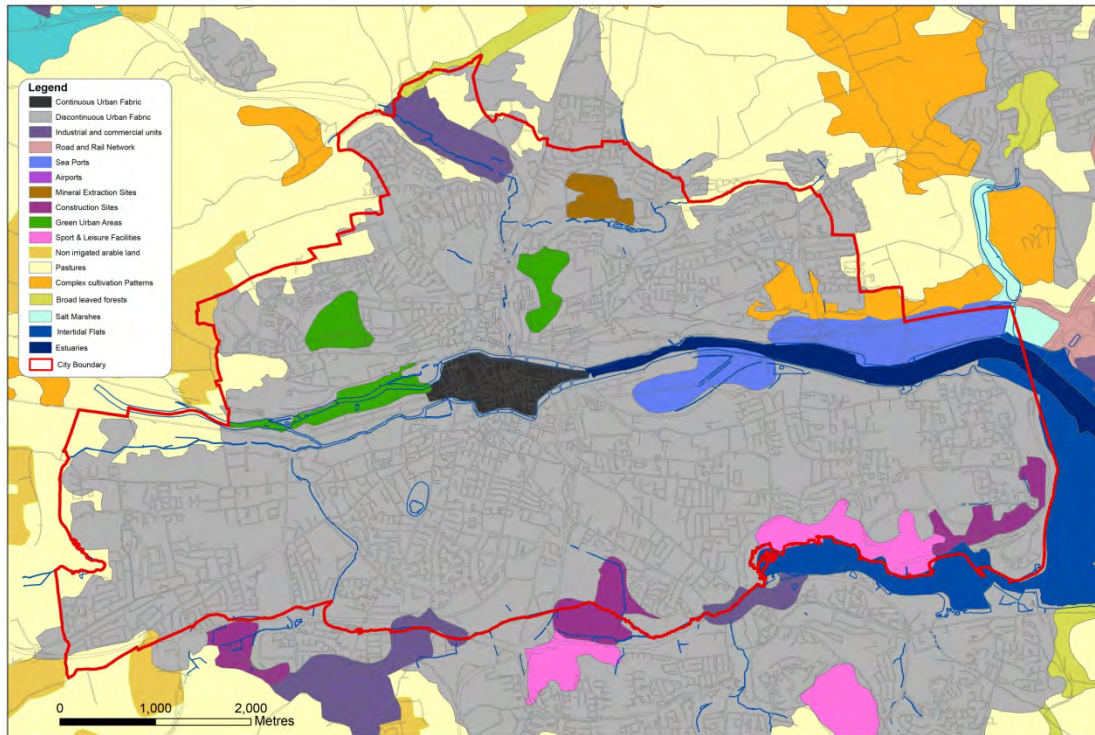 Legend
Continuous Urban Fabric
Discontinuous Urban Fabric
Industrial and commercial units
Road and Rail Network
Sea Ports
Airports
Mineral Extraction Sites
Construction Sites
Green Urban Areas
Sport & Leisure Facilities
Non irrigated arable land
Pastures
Complex cultivation Patterns
Broad leaved forests
Salt Marshes
Intertidal Flats
Estuaries
City Boundary
0 1,000 2,000
Metres